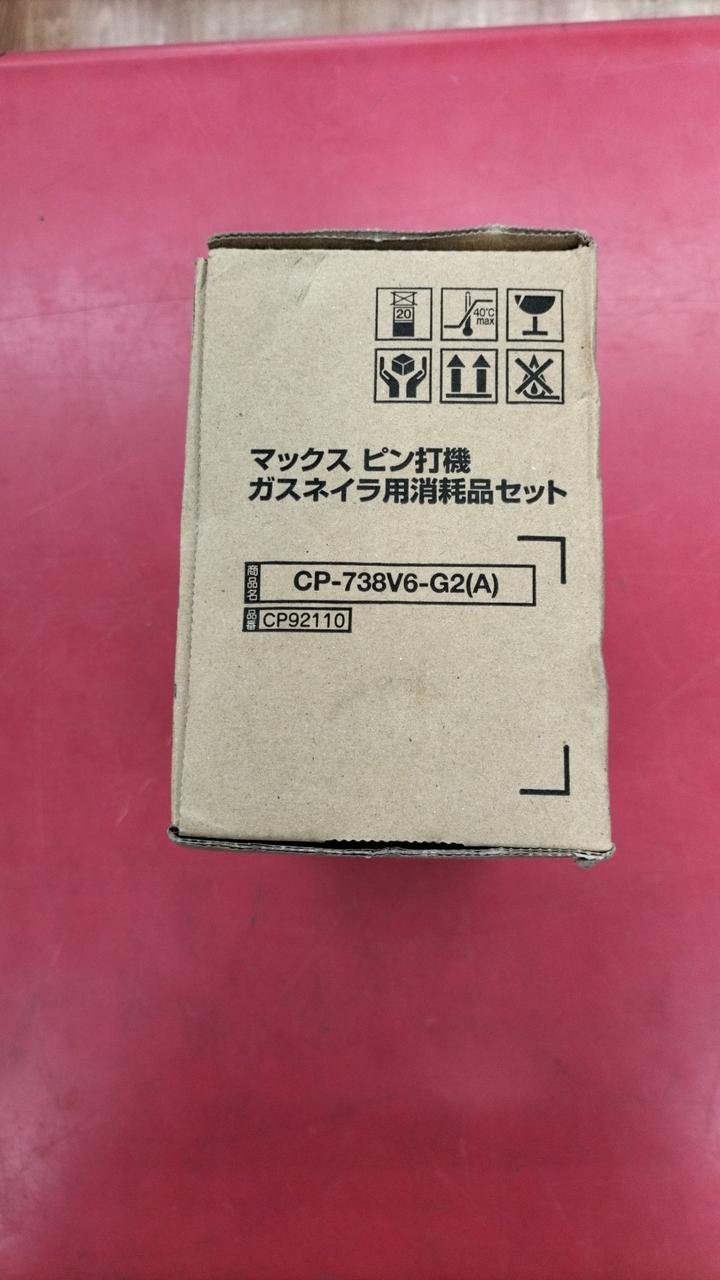 20
40℃
max
マックス ピン打機
ガスネイラ用消耗品セット
商品名 CP-738V6-G2(A)
品番 CP92110